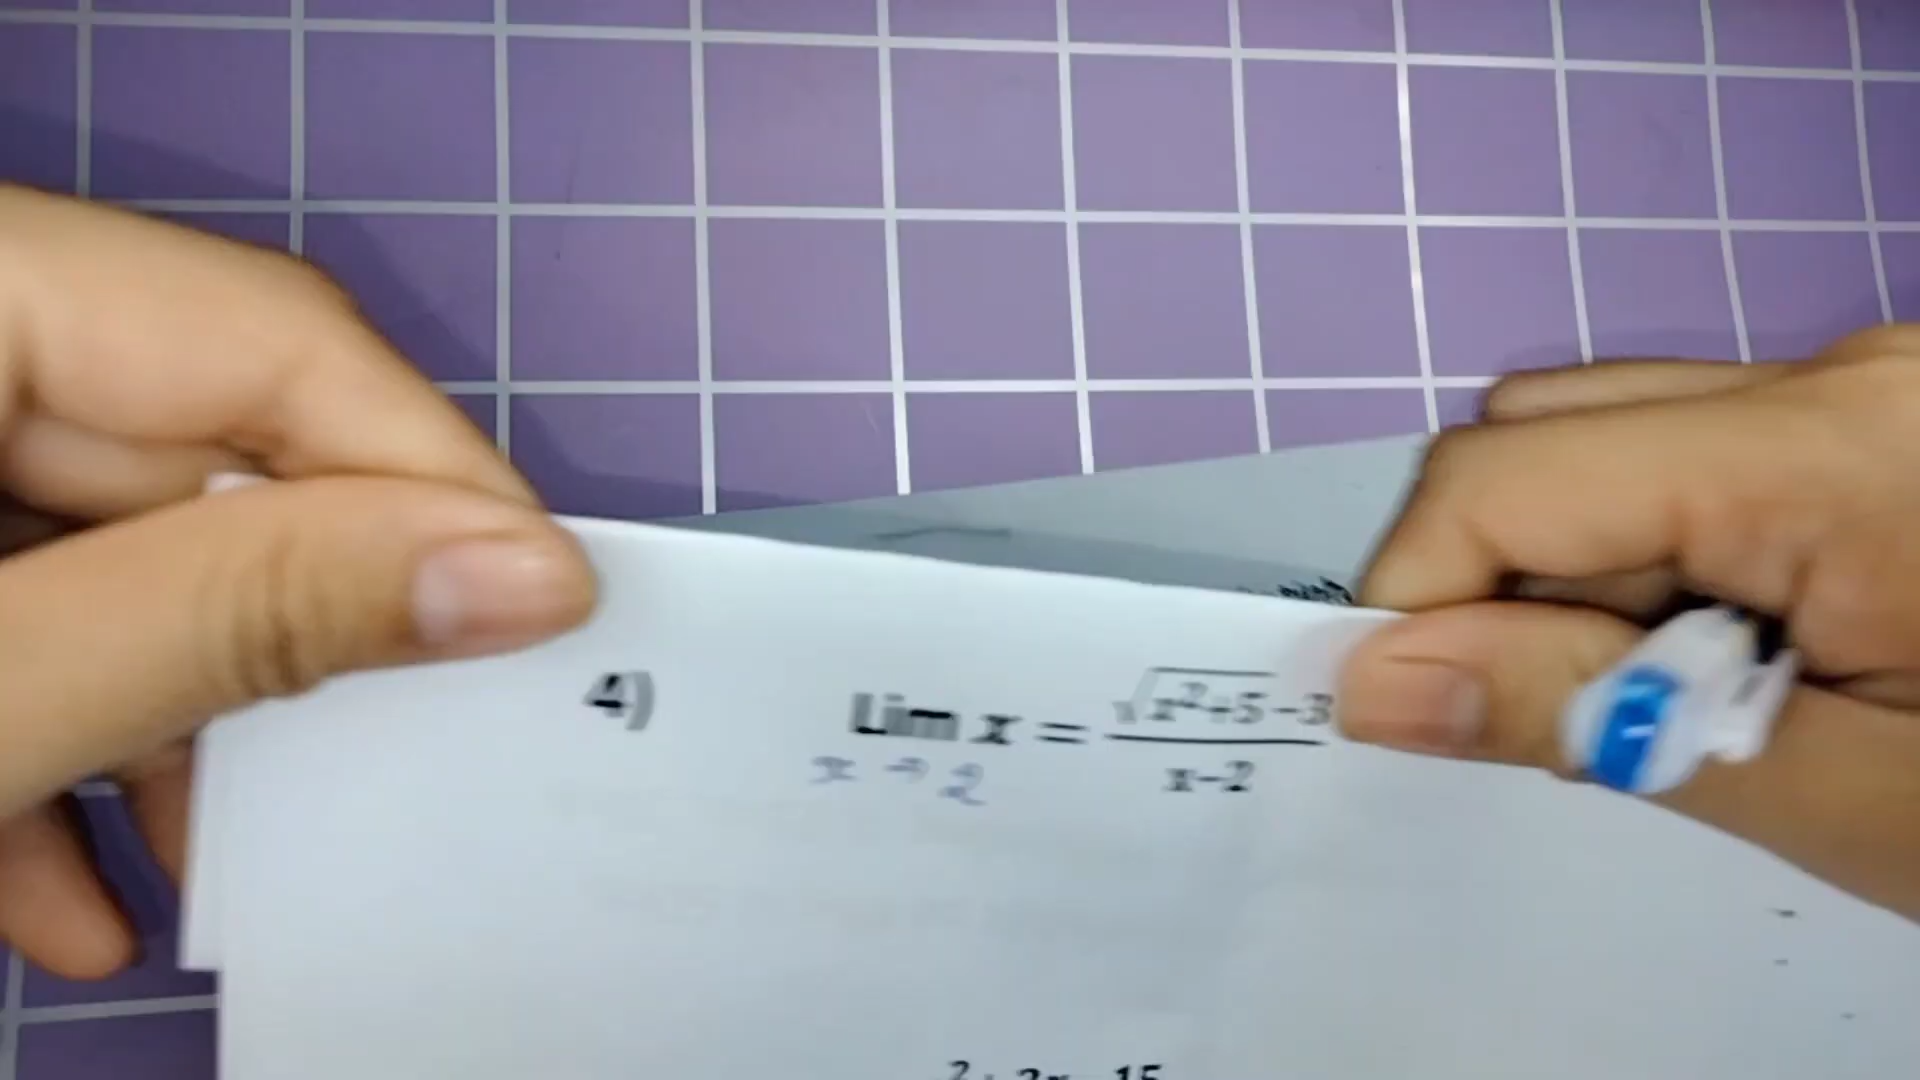 4) Lim x = √x²+5-3 / x-2
x → 2